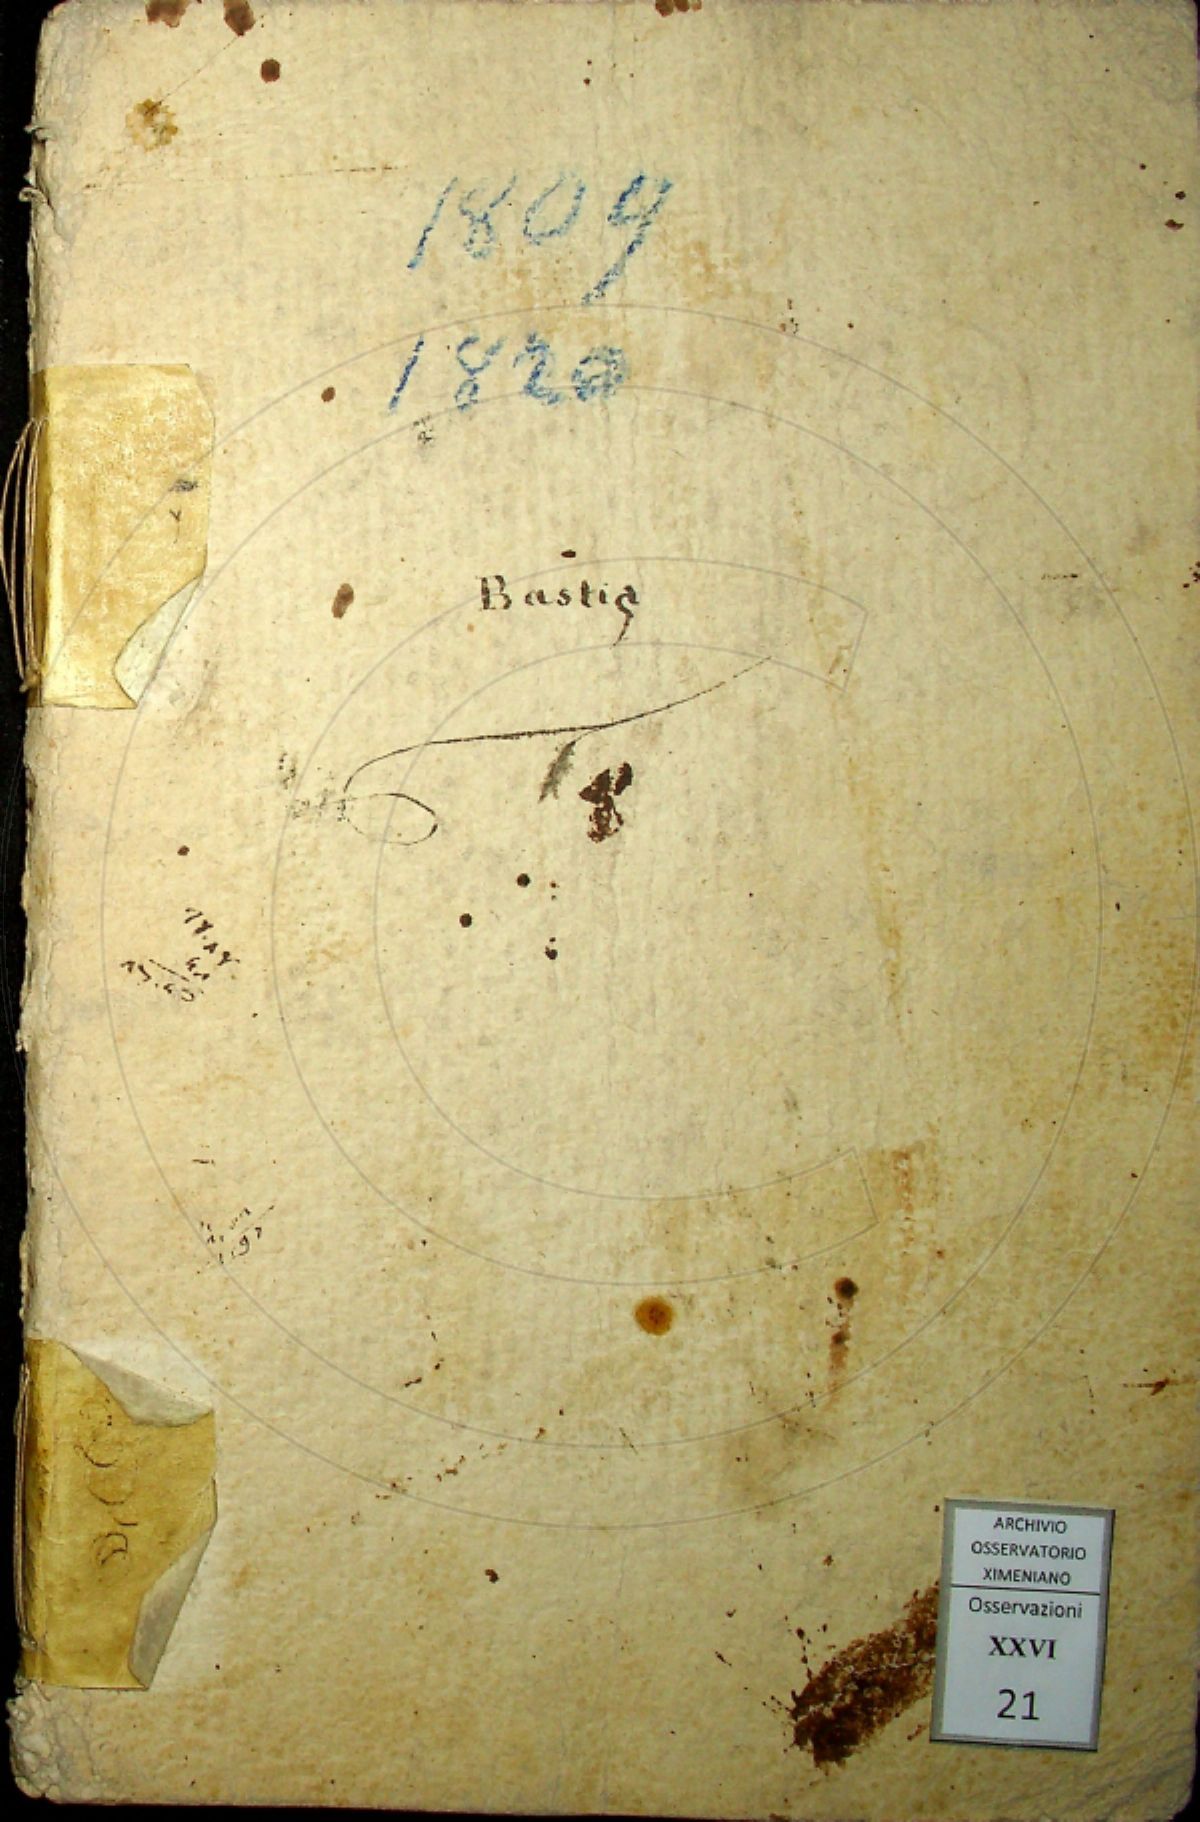 1809
1820
Bastia
ARCHIVIO
OSSERVATORIO
XIMENIANO
Osservazioni
XXVI
21